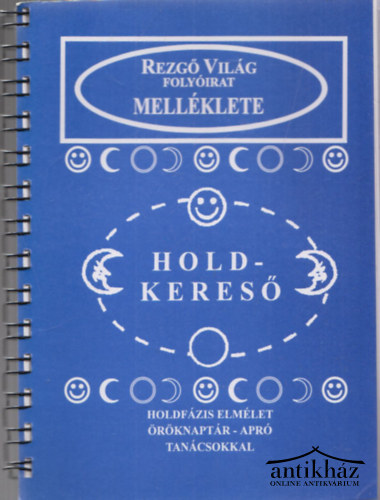 REZGŐ VILÁG
FOLYÓIRAT
MELLÉKLETE
HOLD-
KERESŐ
HOLDFÁZIS ELMÉLET
ÖRÖKNAPTÁR - APRÓ
TANÁCSOKKAL
antikház
ONLINE ANTIKVÁRIUM